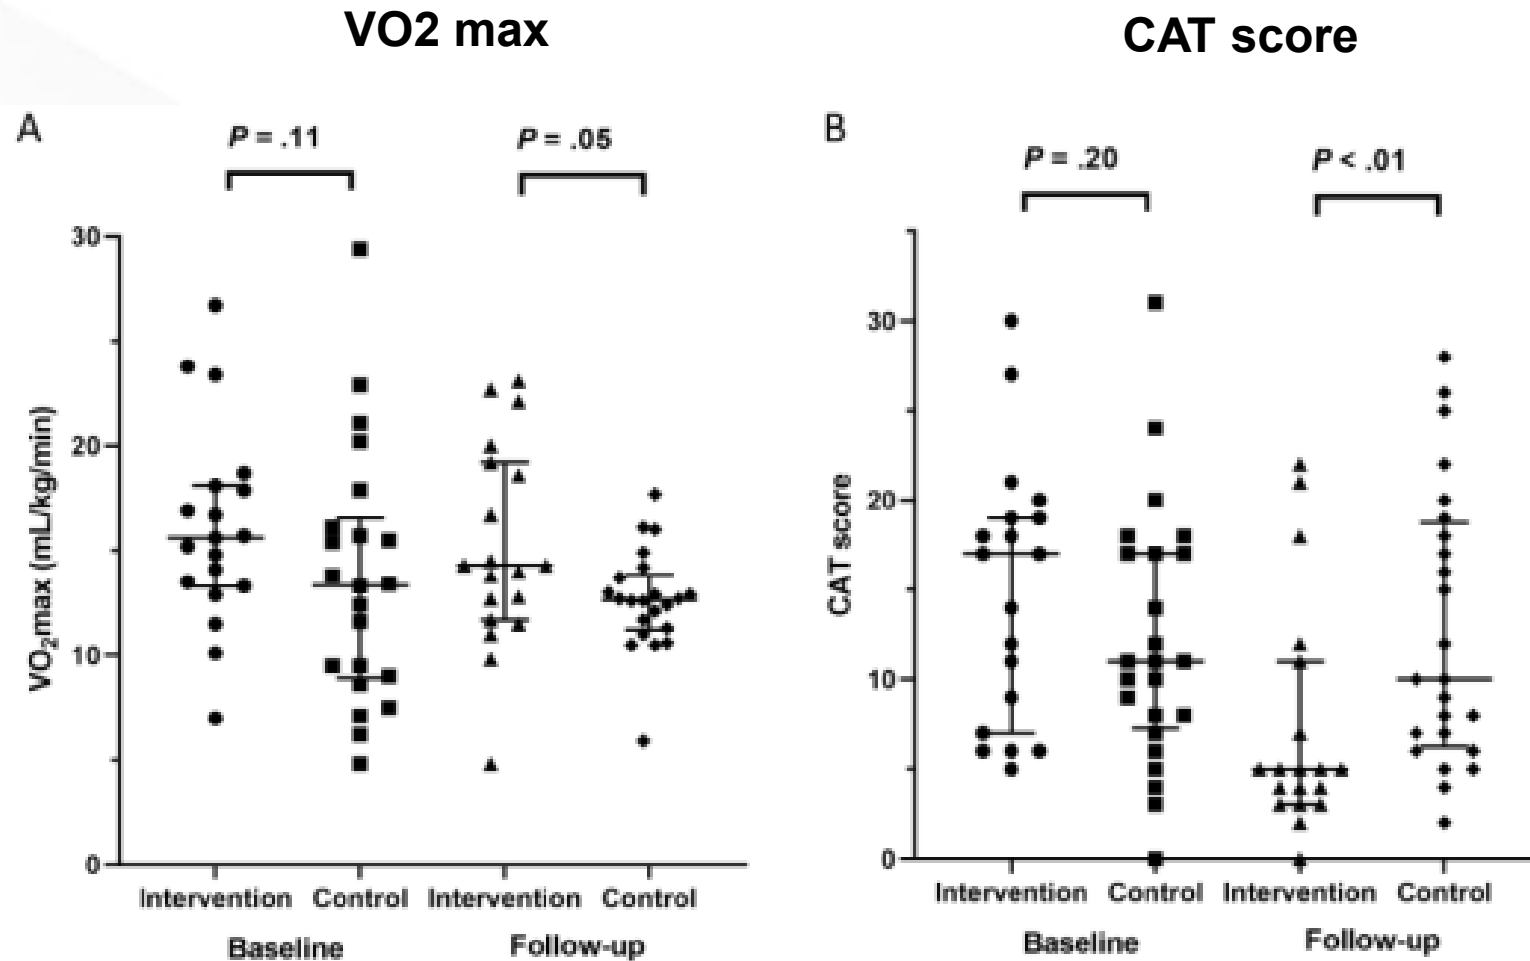 VO2 max
CAT score
A
P = .11
P = .05
30
20
10
0
VO2max (mL/kg/min)
Intervention Control Intervention Control
Baseline Follow-up
B
P = .20
P < .01
30
20
10
0
CAT score
Intervention Control Intervention Control
Baseline Follow-up